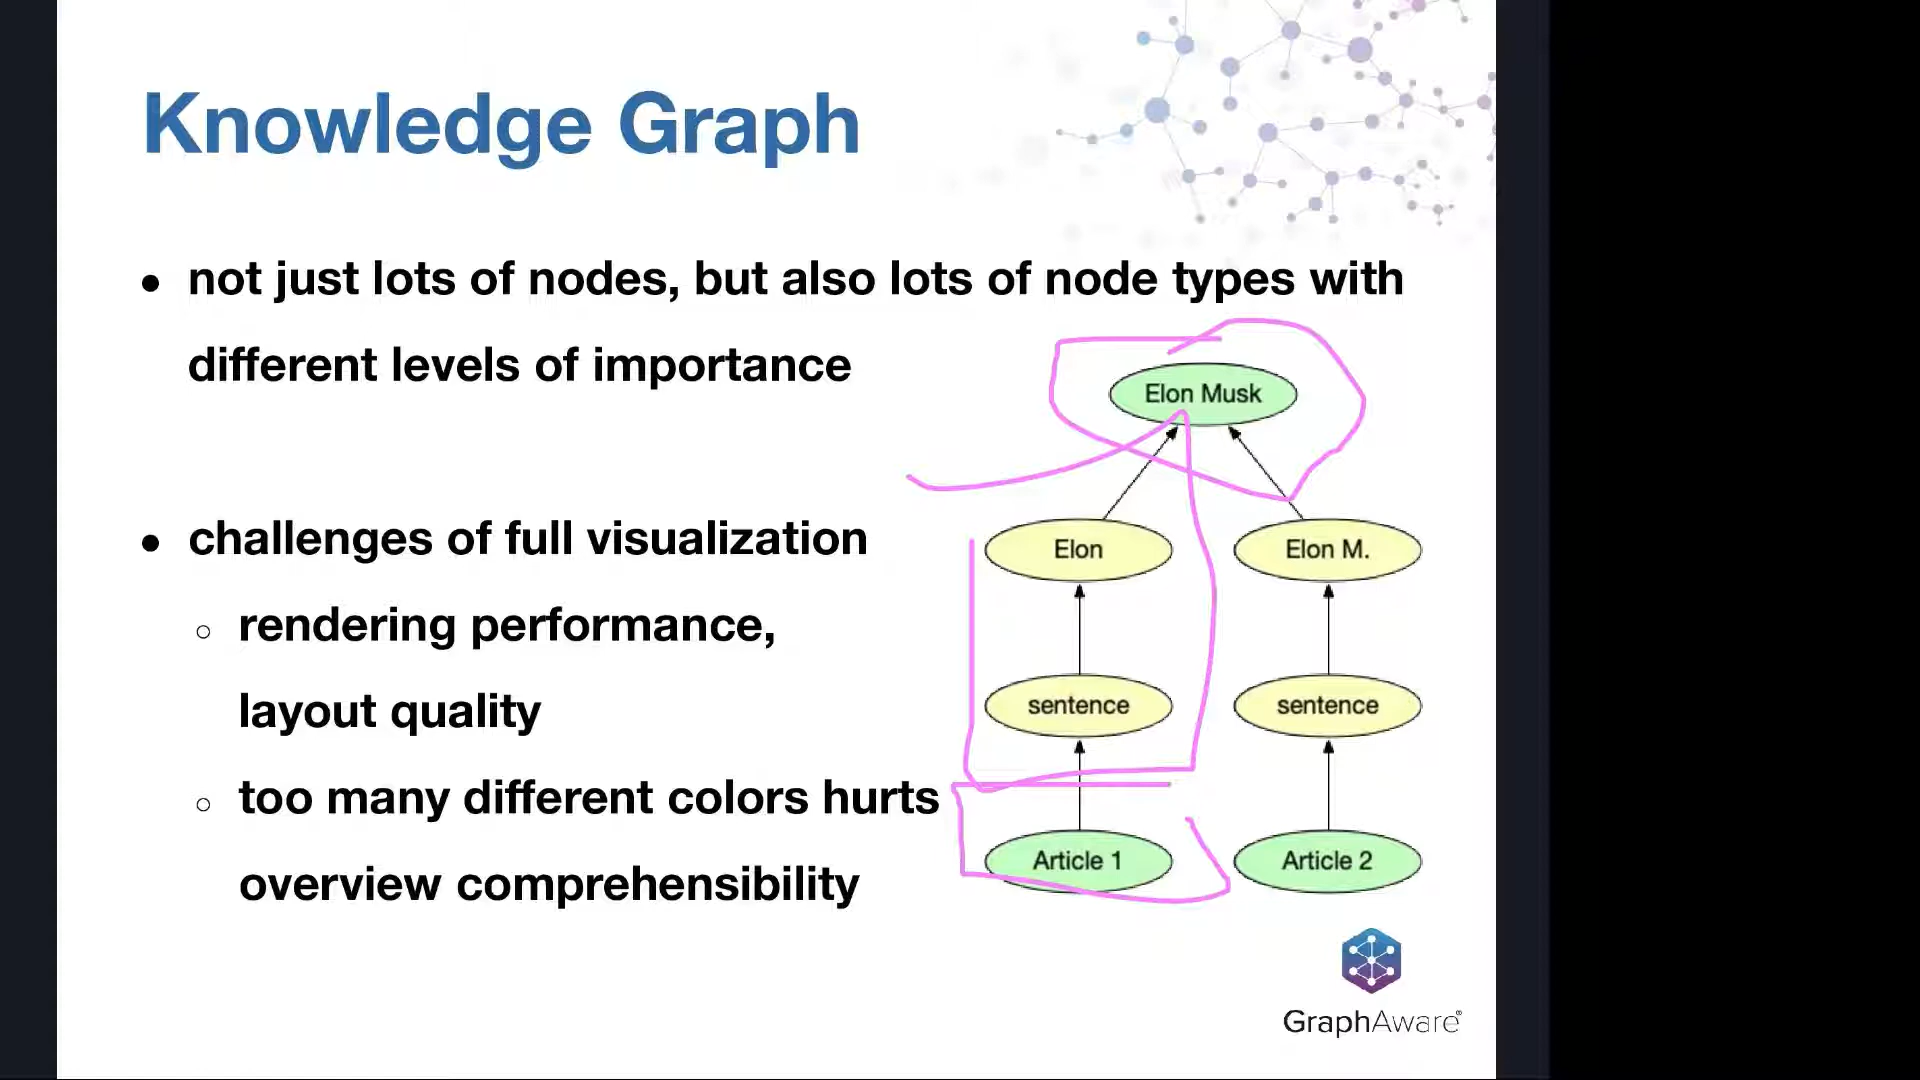 Knowledge Graph
● not just lots of nodes, but also lots of node types with
different levels of importance
● challenges of full visualization
○ rendering performance,
layout quality
○ too many different colors hurts
overview comprehensibility
Elon Musk
Elon
Elon M.
sentence
sentence
Article 1
Article 2
GraphAware®